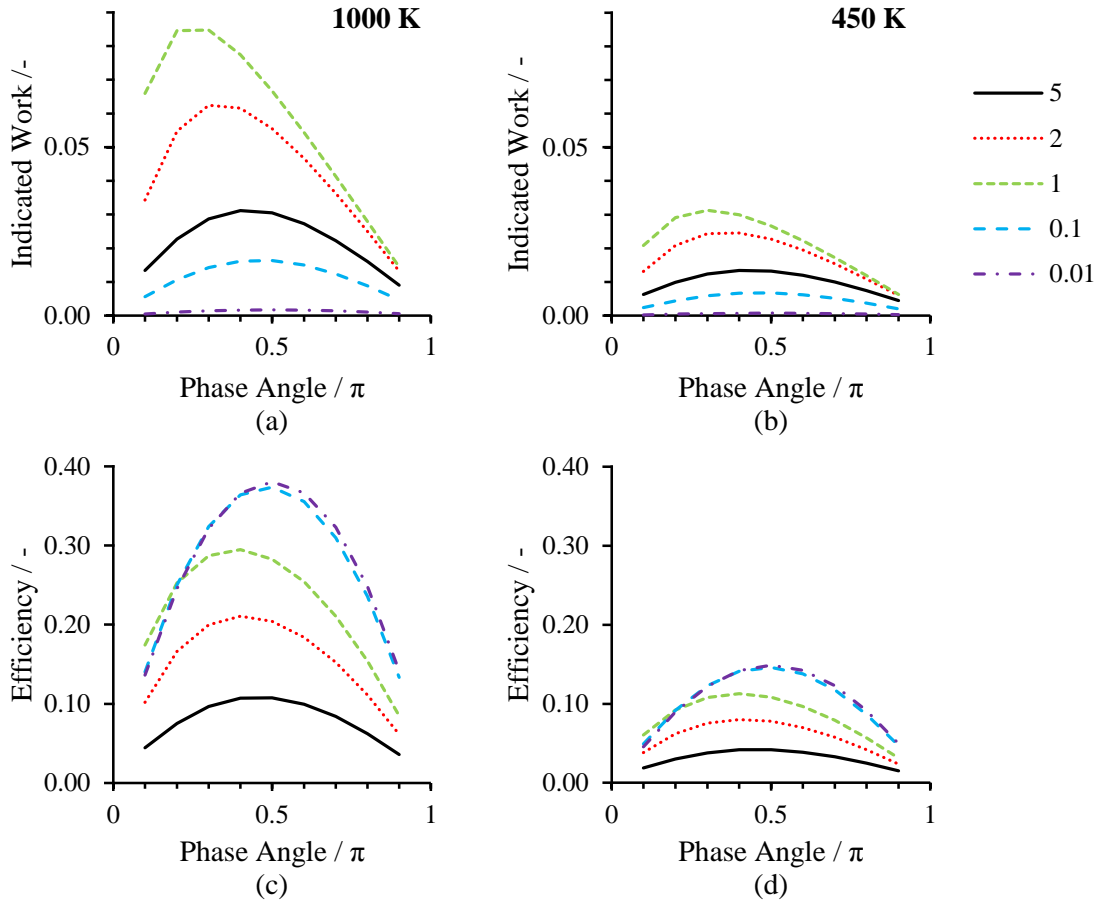 1000 K
450 K
Indicated Work /-
0.05
0.00
0
0.5
1
Phase Angle / π
(a)
Indicated Work / -
0.05
0.00
0
0.5
1
Phase Angle / π
(b)
5
2
1
0.1
0.01
Efficiency / -
0.40
0.30
0.20
0.10
0.00
0
0.5
1
Phase Angle / π
(c)
Efficiency / -
0.40
0.30
0.20
0.10
0.00
0
0.5
1
Phase Angle / π
(d)